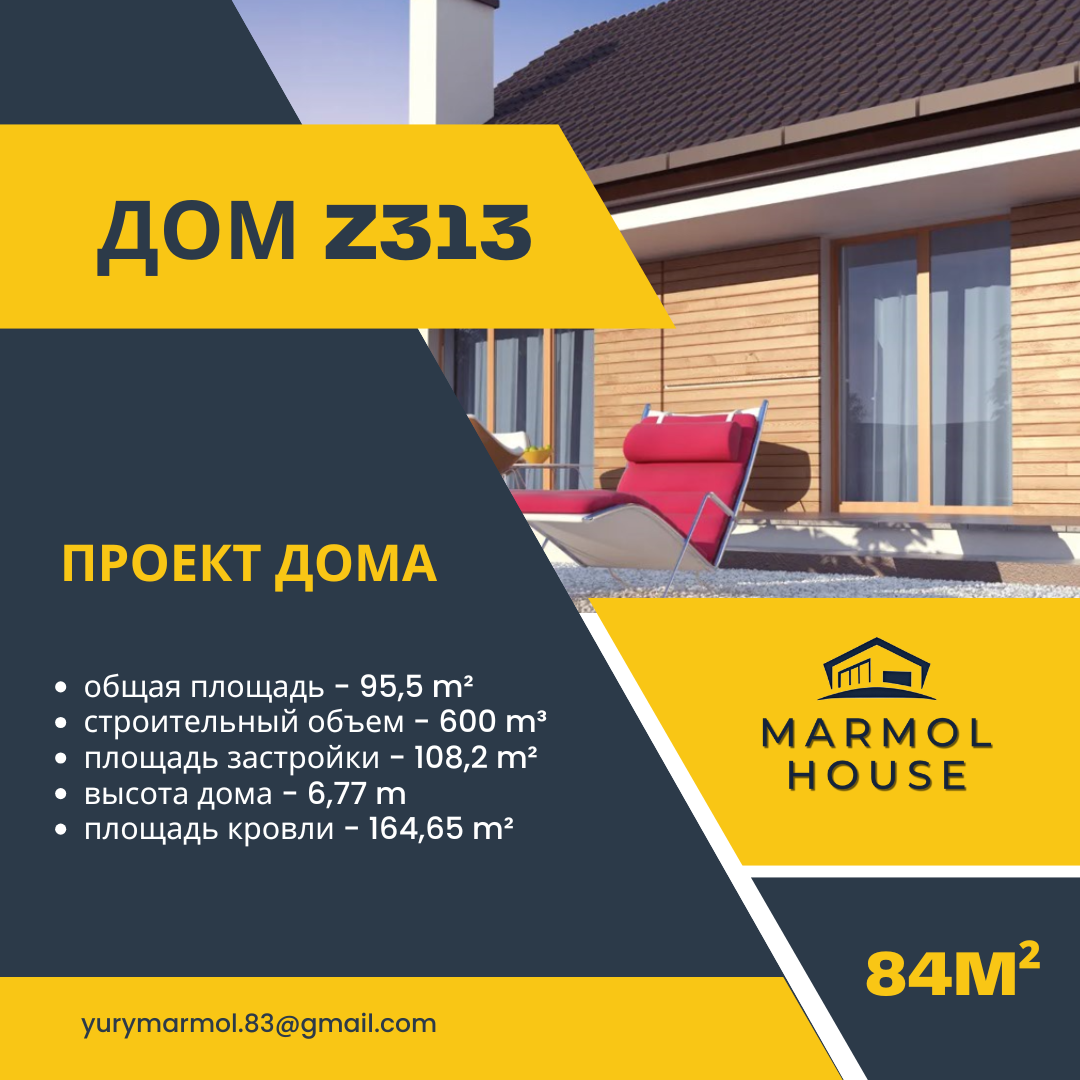 ДОМ Z313
ПРОЕКТ ДОМА
• общая площадь - 95,5 m²
• строительный объем - 600 m³
• площадь застройки - 108,2 m²
• высота дома - 6,77 m
• площадь кровли - 164,65 m²
MARMOL
HOUSE
84М²
yurymarmol.83@gmail.com